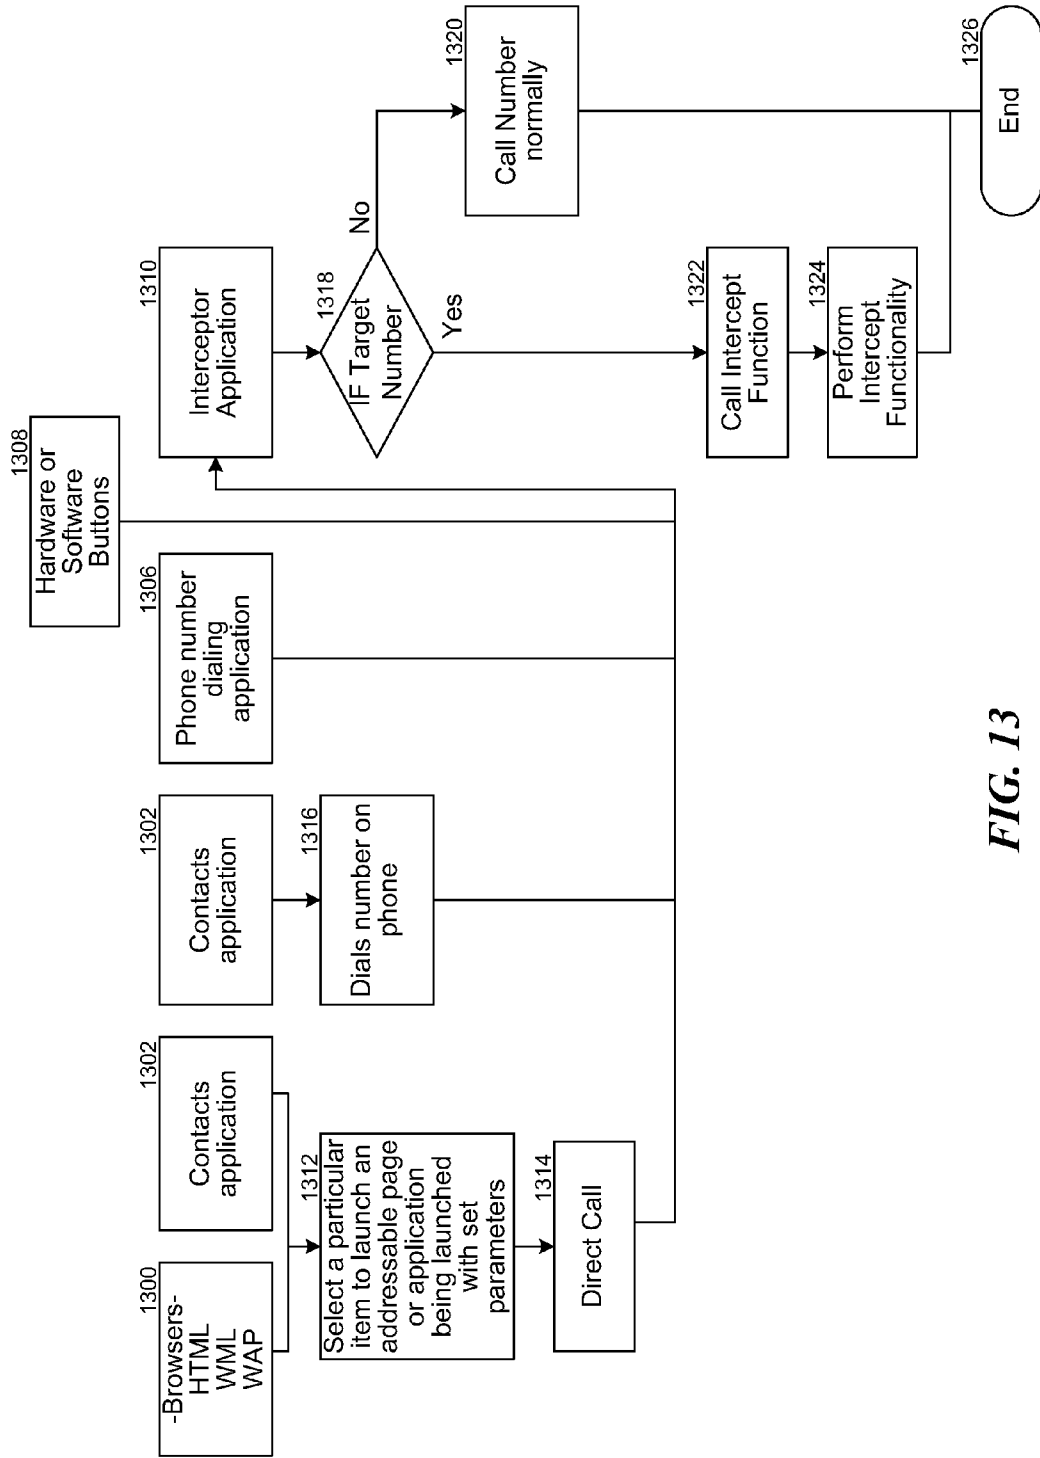 1300
-Browsers-
HTML
WML
WAP
1302
Contacts
application
1302
Contacts
application
1306
Phone number
dialing
application
1308
Hardware or
Software
Buttons
1310
Interceptor
Application
1312
Select a particular
item to launch an
addressable page
or application
being launched
with set
parameters
1314
Direct Call
1316
Dials number on
phone
1318
IF Target
Number
No
Yes
1320
Call Number
normally
1322
Call Intercept
Function
1324
Perform
Intercept
Functionality
1326
End
FIG. 13